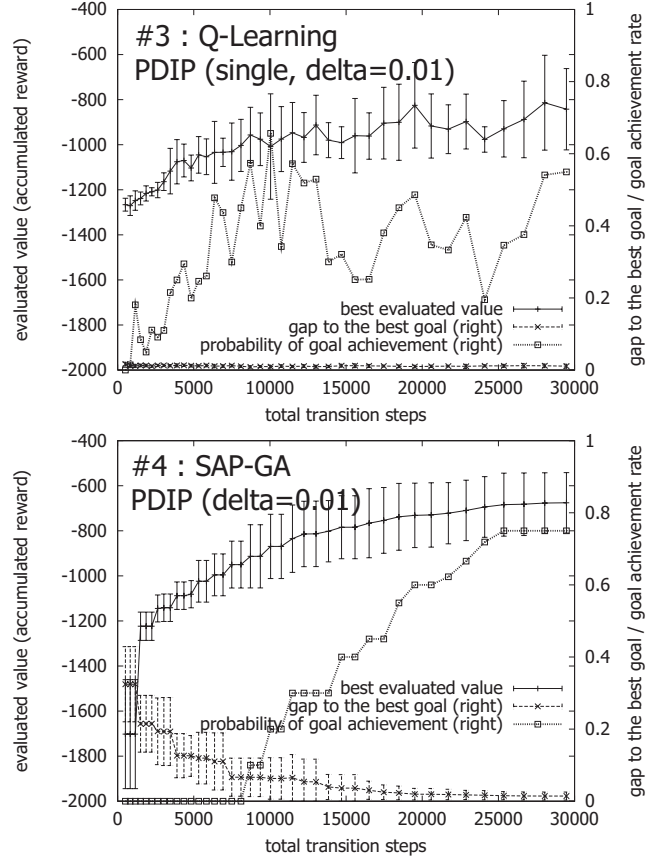 #3 : Q-Learning
PDIP (single, delta=0.01)
evaluated value (accumulated reward)
-400
-600
-800
-1000
-1200
-1400
-1600
-1800
-2000
best evaluated value
gap to the best goal (right)
probability of goal achievement (right)
1
0.8
0.6
0.4
0.2
0
gap to the best goal / goal achievement rate
0 5000 10000 15000 20000 25000 30000
total transition steps
#4 : SAP-GA
PDIP (delta=0.01)
evaluated value (accumulated reward)
-400
-600
-800
-1000
-1200
-1400
-1600
-1800
-2000
best evaluated value
gap to the best goal (right)
probability of goal achievement (right)
1
0.8
0.6
0.4
0.2
0
gap to the best goal / goal achievement rate
0 5000 10000 15000 20000 25000 30000
total transition steps